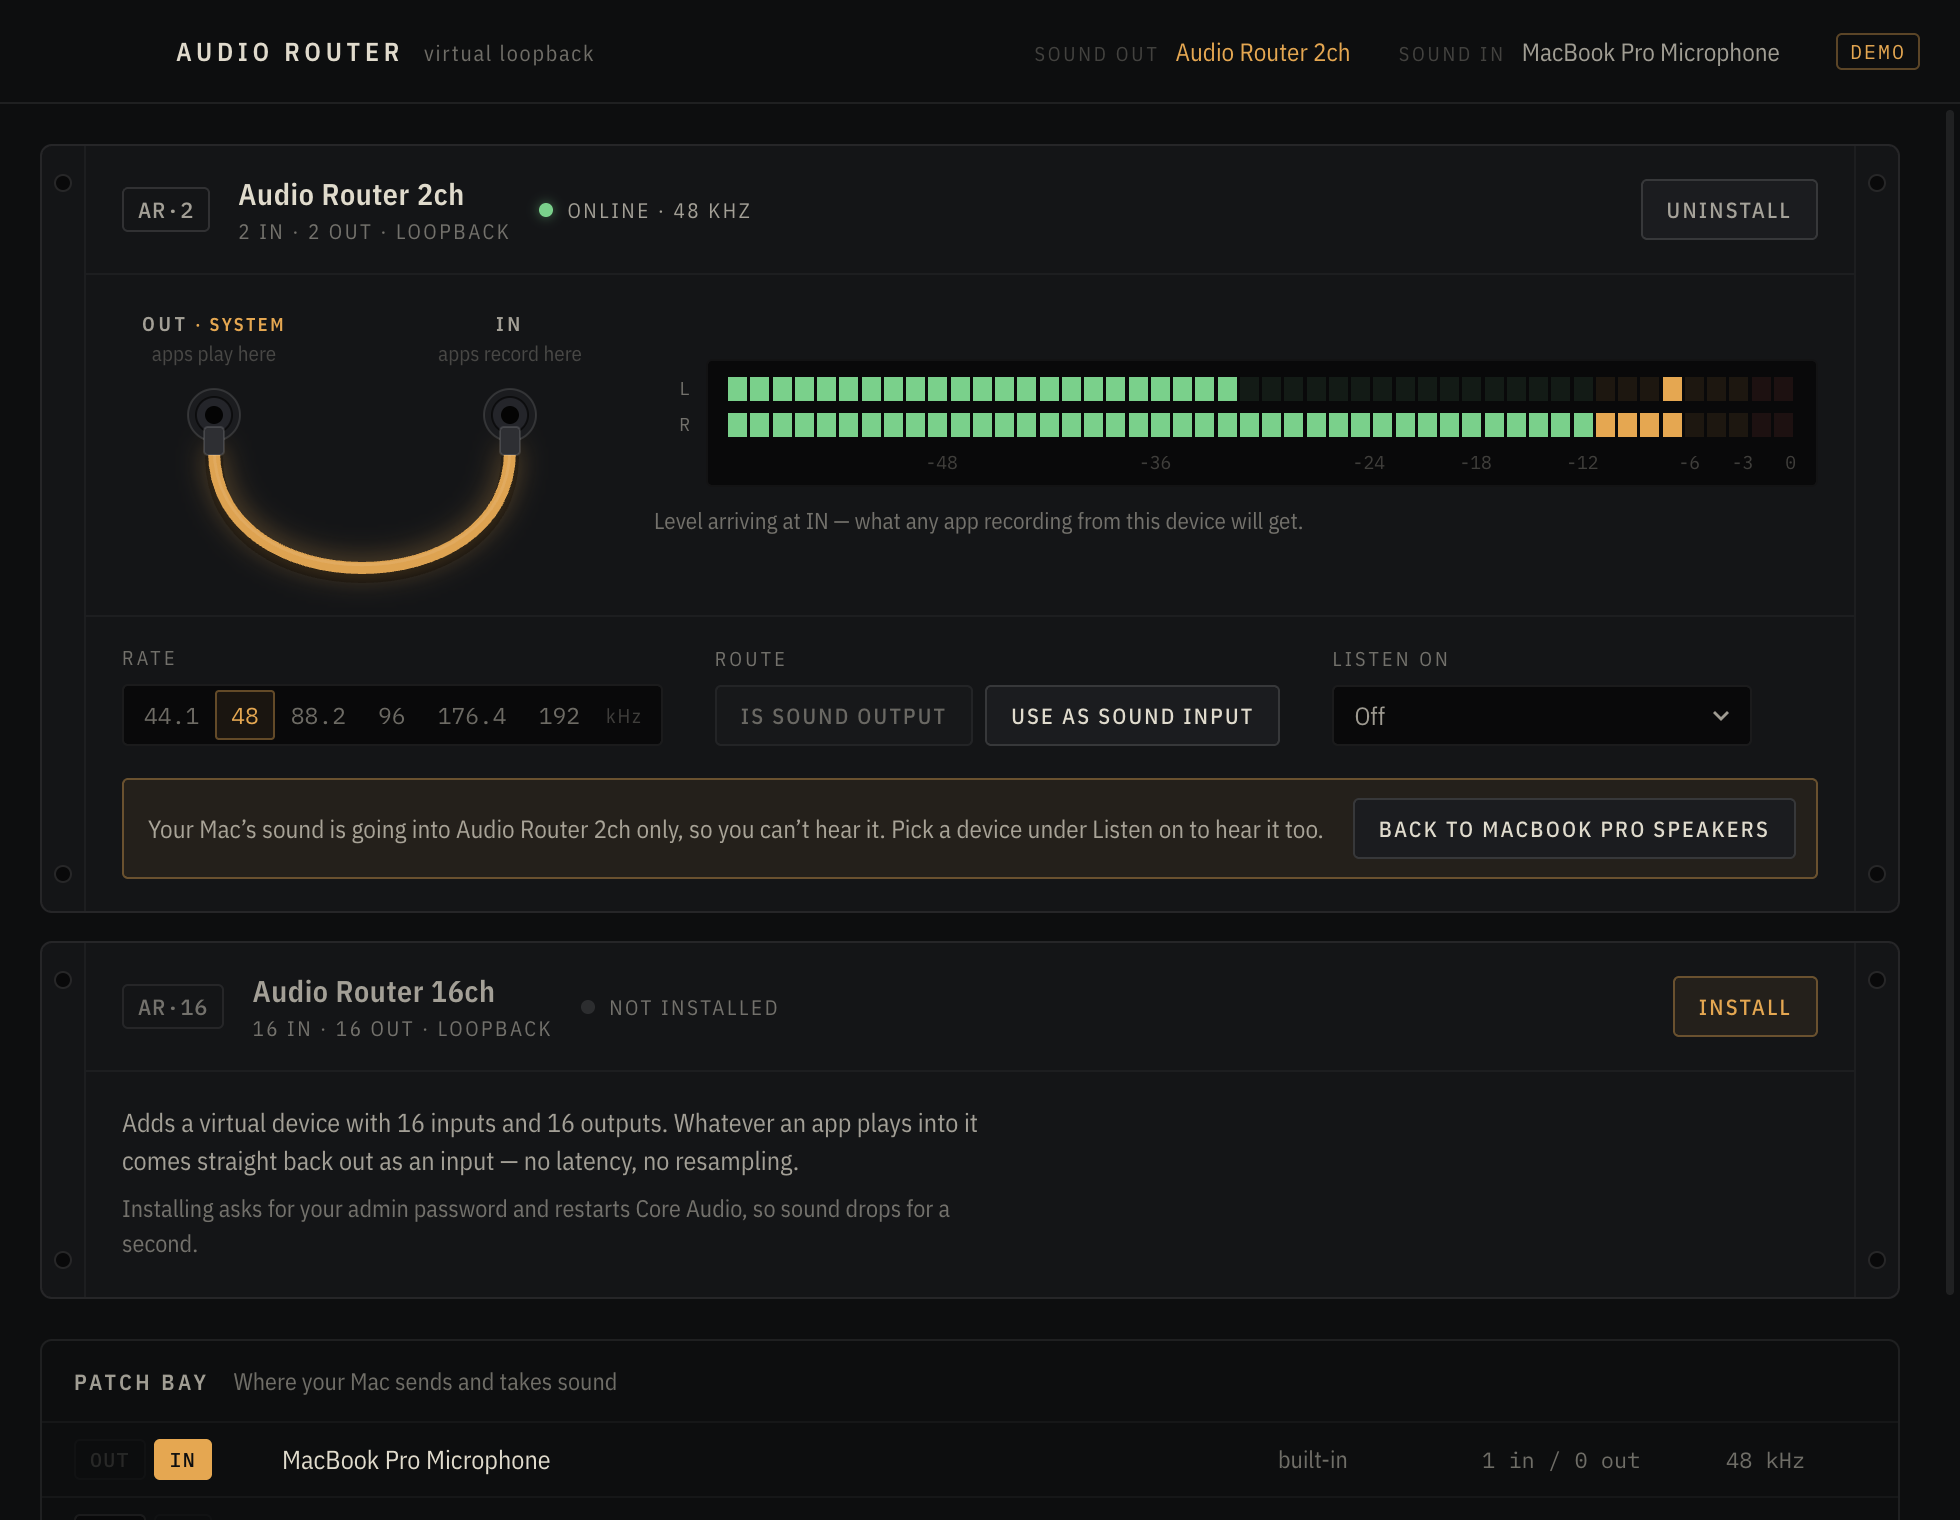 AUDIO ROUTER virtual loopback SOUND OUT Audio Router 2ch SOUND IN MacBook Pro Microphone DEMO
AR·2 Audio Router 2ch
2 IN · 2 OUT · LOOPBACK
ONLINE · 48 KHZ
UNINSTALL
OUT · SYSTEM
apps play here
IN
apps record here
L
R
-48 -36 -24 -18 -12 -6 -3 0
Level arriving at IN — what any app recording from this device will get.
RATE
44.1 48 88.2 96 176.4 192 kHz
ROUTE
IS SOUND OUTPUT USE AS SOUND INPUT
LISTEN ON
Off
Your Mac’s sound is going into Audio Router 2ch only, so you can’t hear it. Pick a device under Listen on to hear it too.
BACK TO MACBOOK PRO SPEAKERS
AR·16 Audio Router 16ch
16 IN · 16 OUT · LOOPBACK
NOT INSTALLED
INSTALL
Adds a virtual device with 16 inputs and 16 outputs. Whatever an app plays into it
comes straight back out as an input — no latency, no resampling.
Installing asks for your admin password and restarts Core Audio, so sound drops for a
second.
PATCH BAY Where your Mac sends and takes sound
OUT IN MacBook Pro Microphone built-in 1 in / 0 out 48 kHz